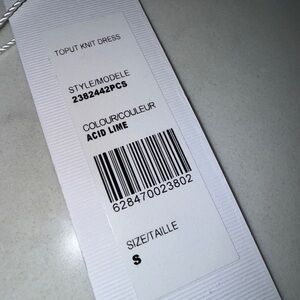 TOPUT KNIT DRESS
STYLE/MODELE
2382442PCS
COLOUR/COULEUR
ACID LIME
628470023802
SIZE/TAILLE
S